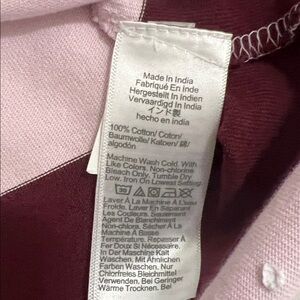 Made In India
Fabriqué En Inde
Hergestellt In Indien
Vervaardigd In India
インド製
hecho en india
100% Cotton/ Coton/
Baumwolle/ Katoen/ 綿/
algodón
Machine Wash Cold. With
Like Colors. Non-chlorine
Bleach Only. Tumble Dry
Low. Iron On Lowest Setting.
30
Laver À La Machine À L'eau
Froide. Laver En Séparant
Les Couleurs. Seulement
Agent De Blanchiment
Non-chlora. Sécher À La
Machine À Basse
Température. Repasser À
Fer Doux Si Nécessaire.
In Der Maschine Kalt
Waschen, Mit Ähnlichen
Farben Waschen. Nur
Chlorfreies Bleichmittel
Verwenden. Bei Geringer
Wärme Trocknen. Bei